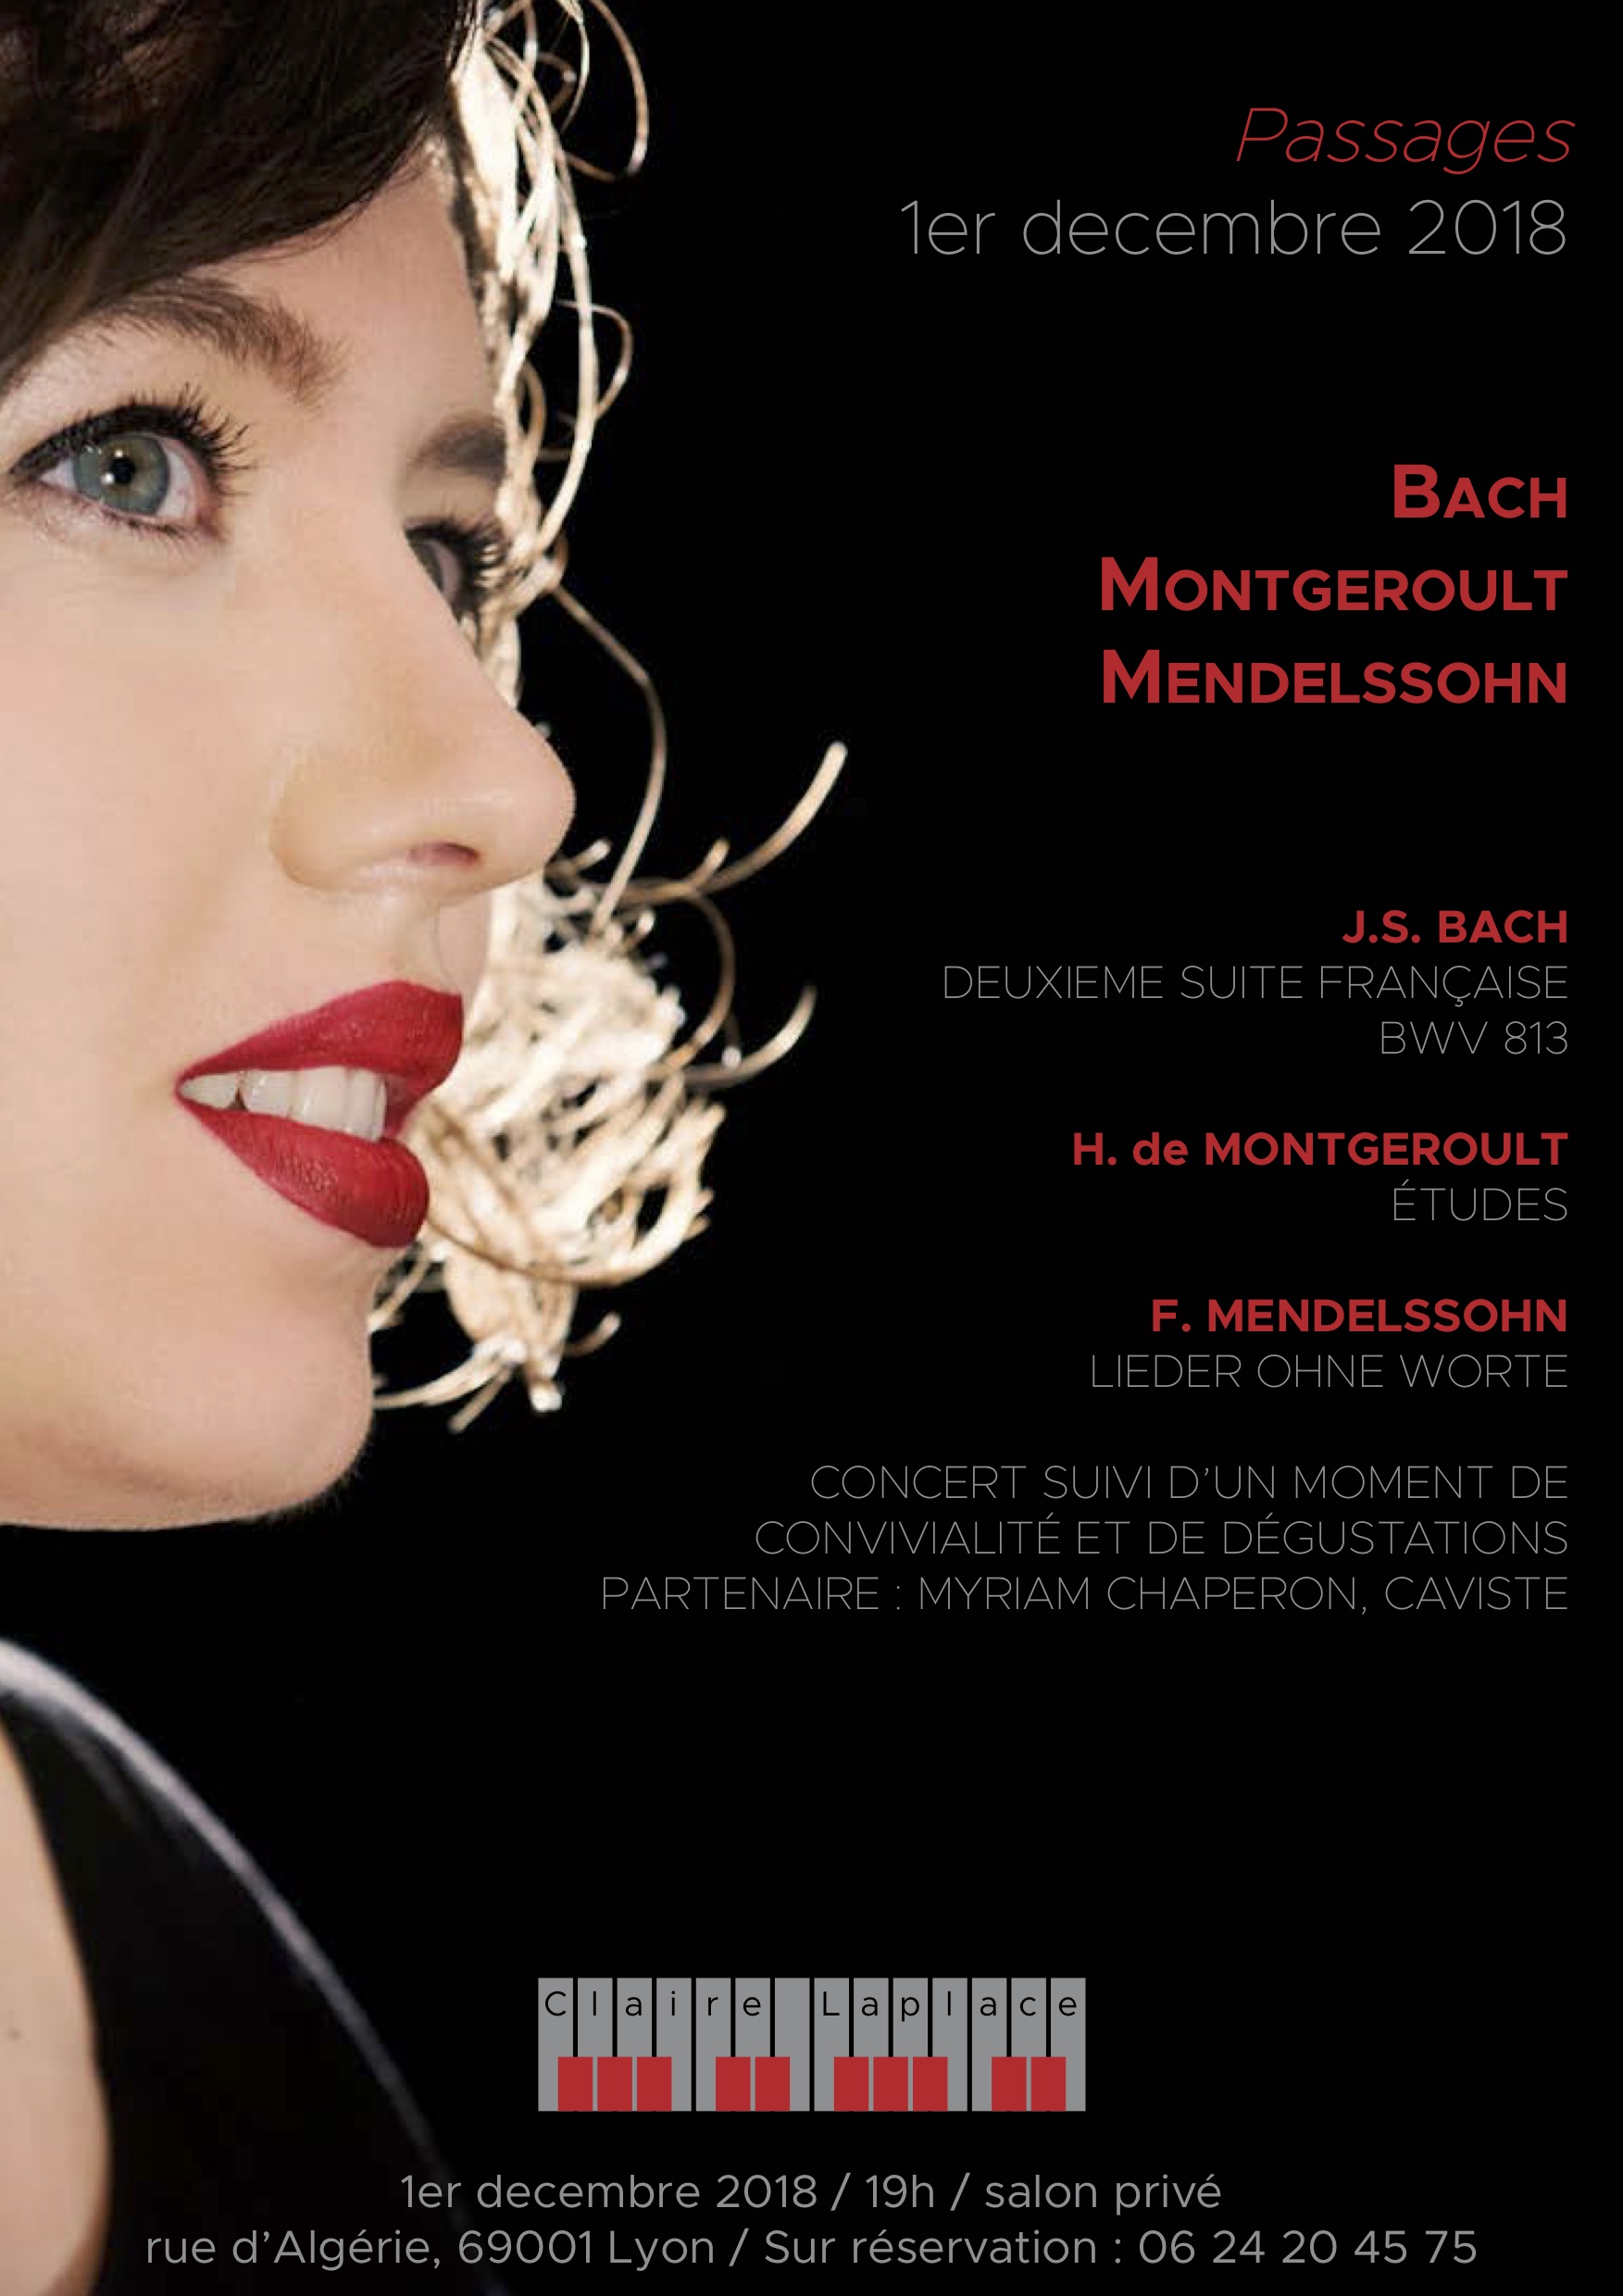 Passages
1er decembre 2018
BACH
MONTGEROULT
MENDELSSOHN
J.S. BACH
DEUXIEME SUITE FRANÇAISE
BWV 813
H. de MONTGEROULT
ÉTUDES
F. MENDELSSOHN
LIEDER OHNE WORTE
CONCERT SUIVI D’UN MOMENT DE
CONVIVIALITÉ ET DE DÉGUSTATIONS
PARTENAIRE : MYRIAM CHAPERON, CAVISTE
Claire Laplace
1er decembre 2018 / 19h / salon privé
rue d’Algérie, 69001 Lyon / Sur réservation : 06 24 20 45 75